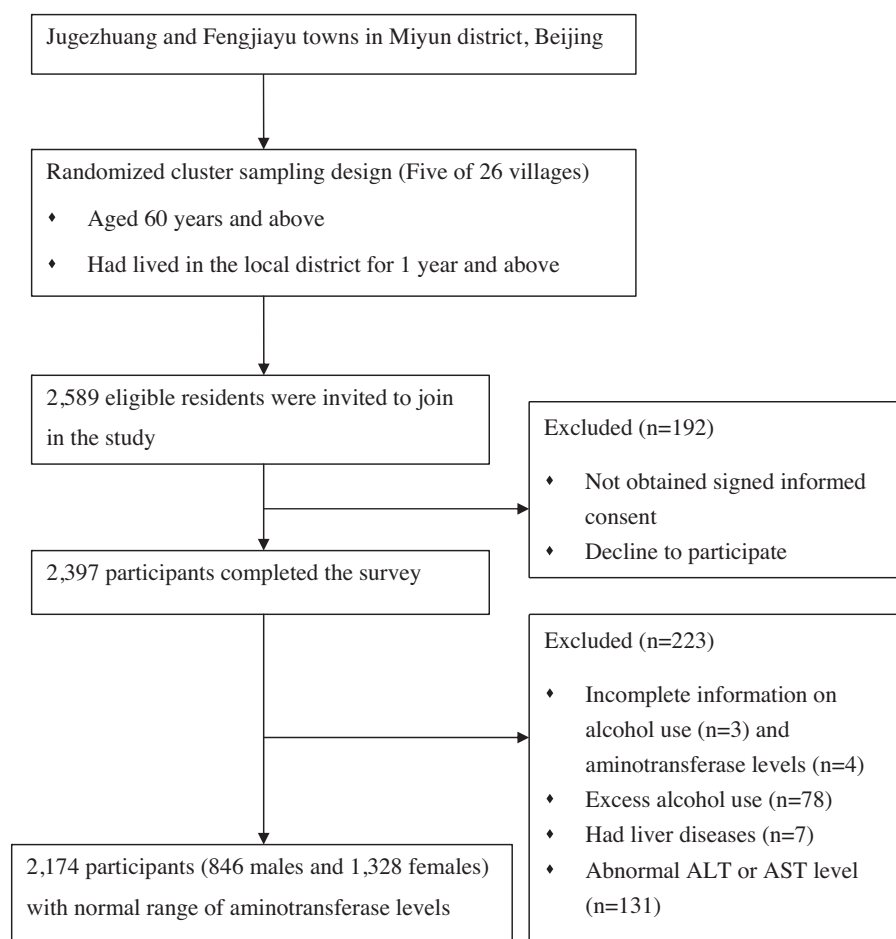 Jugezhuang and Fengjiayu towns in Miyun district, Beijing
Randomized cluster sampling design (Five of 26 villages)
♦ Aged 60 years and above
♦ Had lived in the local district for 1 year and above
2,589 eligible residents were invited to join
in the study
Excluded (n=192)
♦ Not obtained signed informed
consent
♦ Decline to participate
2,397 participants completed the survey
Excluded (n=223)
♦ Incomplete information on
alcohol use (n=3) and
aminotransferase levels (n=4)
♦ Excess alcohol use (n=78)
♦ Had liver diseases (n=7)
♦ Abnormal ALT or AST level
(n=131)
2,174 participants (846 males and 1,328 females)
with normal range of aminotransferase levels